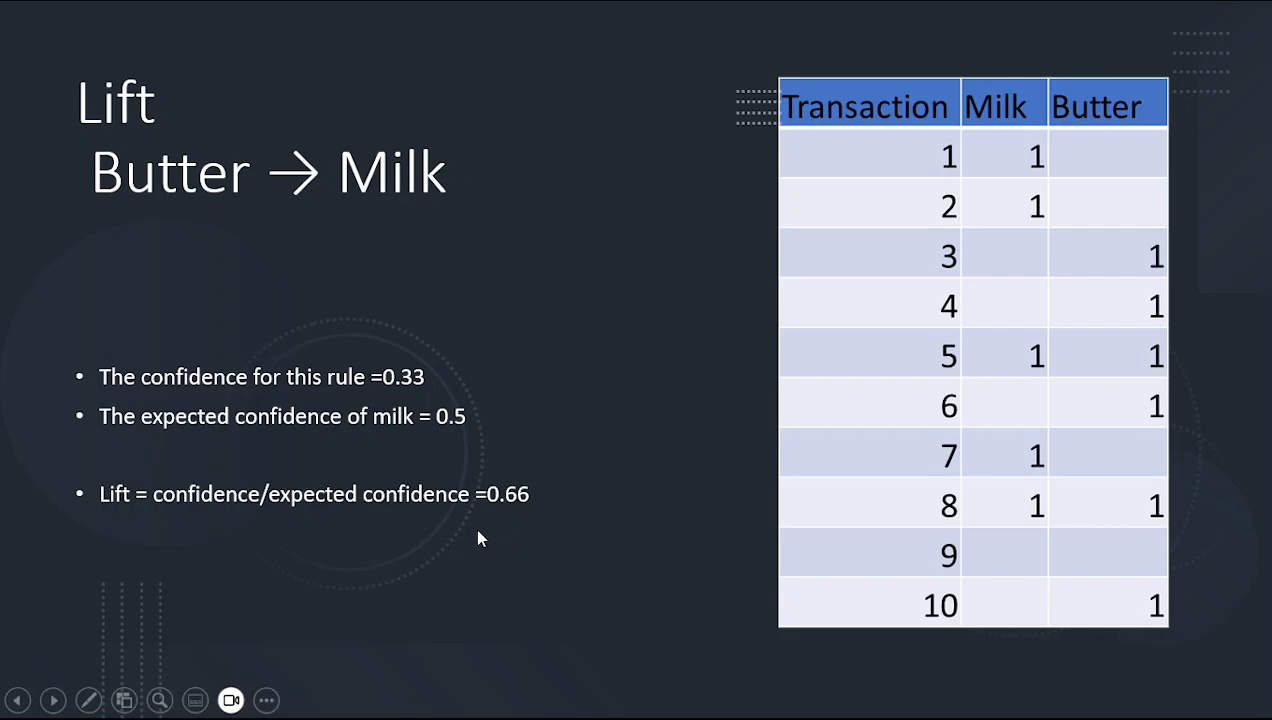 Lift
Butter → Milk
• The confidence for this rule =0.33
• The expected confidence of milk = 0.5
• Lift = confidence/expected confidence =0.66
Transaction Milk Butter
1 1
2 1
3 1
4 1
5 1 1
6 1
7 1
8 1 1
9
10 1